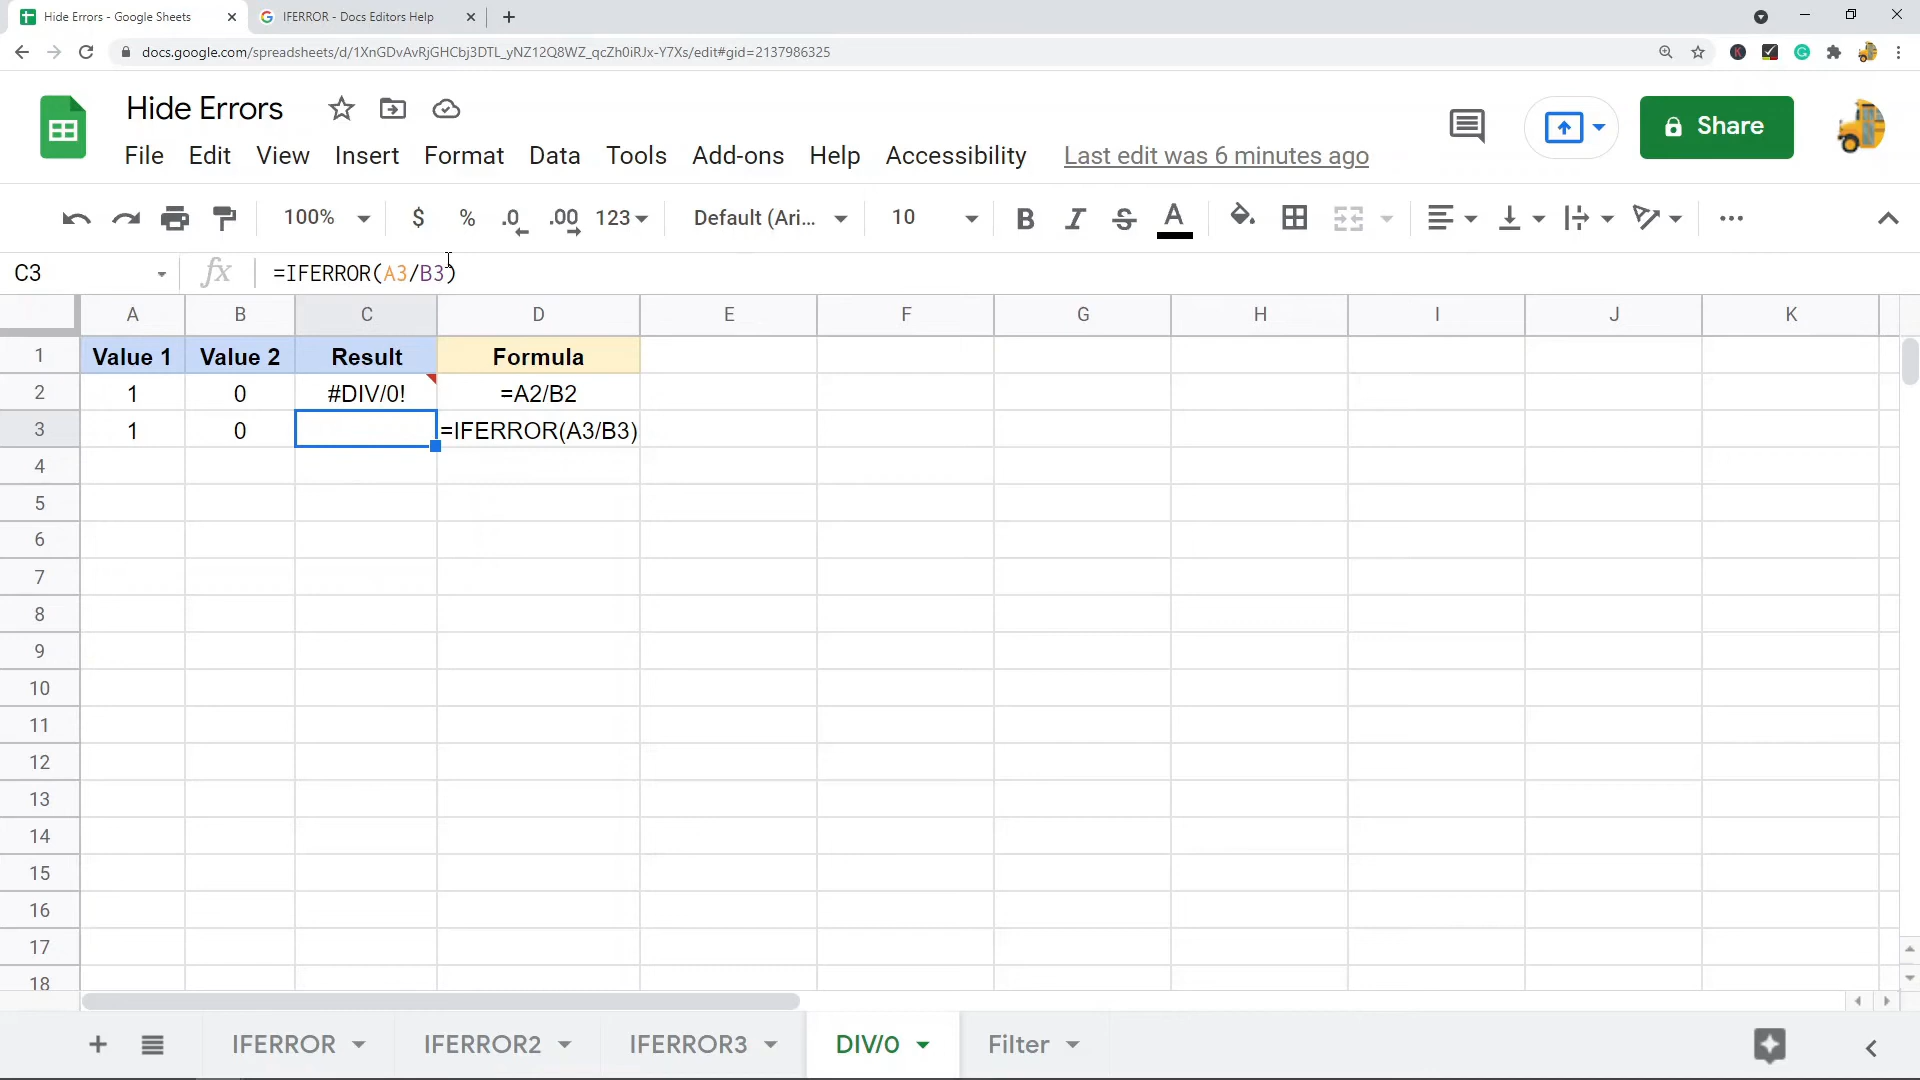 Hide Errors - Google Sheets
IFERROR - Docs Editors Help
docs.google.com/spreadsheets/d/1XnGDvAvRjGHCbj3DTL_yNZ12Q8WZ_qcZh0iRJx-Y7Xs/edit#gid=2137986325
Hide Errors
Share
File Edit View Insert Format Data Tools Add-ons Help Accessibility Last edit was 6 minutes ago
100% $ % .0 .00 123 Default (Ari... 10 B I S A
C3 fx =IFERROR(A3/B3)
A B C D E F G H I J K
1 Value 1 Value 2 Result Formula
2 1 0 #DIV/0! =A2/B2
3 1 0 =IFERROR(A3/B3)
4
5
6
7
8
9
10
11
12
13
14
15
16
17
18
IFERROR IFERROR2 IFERROR3 DIV/0 Filter